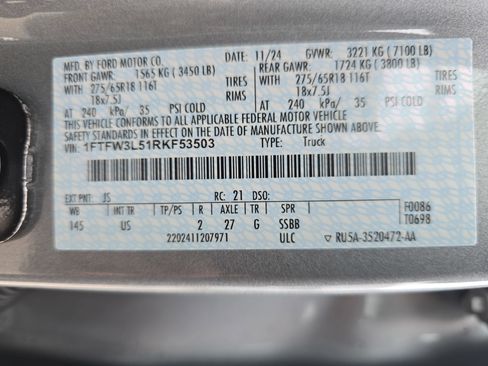 MFD. BY FORD MOTOR CO. 11/24 GVWR: 3221 KG (7100 LB)
FRONT GAWR: 1565 KG (3450 LB) REAR GAWR: 1724 KG (3800 LB)
WITH 275/65R18 116T TIRES WITH 275/65R18 116T TIRES
18x7.5J RIMS 18x7.5J RIMS
AT 240 kPa/ 35 PSI COLD AT 240 kPa/ 35 PSI COLD
THIS VEHICLE CONFORMS TO ALL APPLICABLE FEDERAL MOTOR VEHICLE
SAFETY STANDARDS IN EFFECT ON THE DATE OF MANUFACTURE SHOWN ABOVE.
VIN: 1FTFW3L51RKF53503 TYPE: Truck
EXT PNT: JS RC: 21 DSO:
WB INT TR TP/PS R AXLE TR SPR F0086
145 US 2 27 G SSBB T0698
2202411207971 ULC ▽ RU5A-3520472-AA